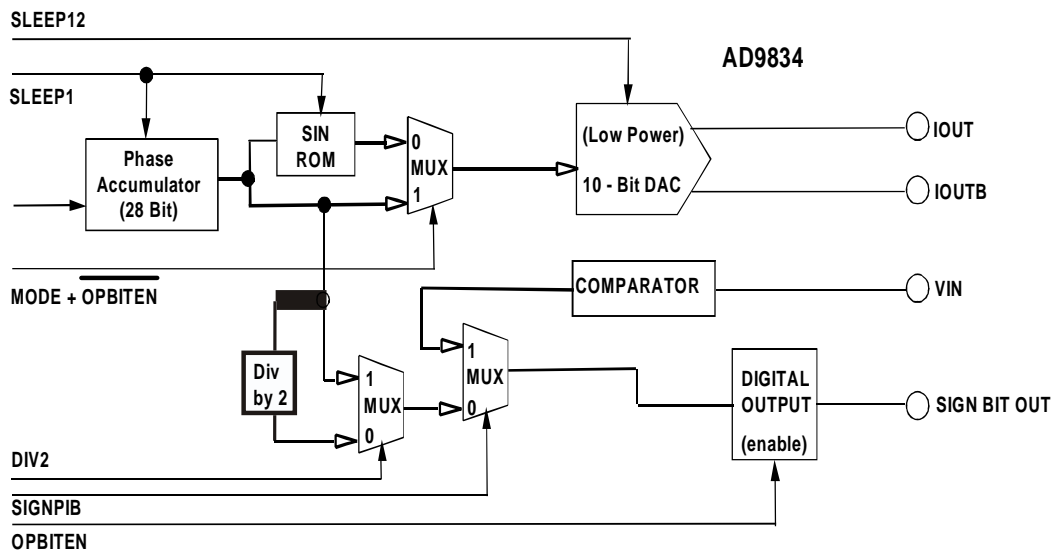 SLEEP12
AD9834
SLEEP1
SIN
ROM
0
MUX
1
(Low Power)
10 - Bit DAC
IOUT
IOUTB
Phase
Accumulator
(28 Bit)
MODE + OPBITEN
COMPARATOR
VIN
Div
by 2
1
MUX
0
1
MUX
0
DIGITAL
OUTPUT
(enable)
SIGN BIT OUT
DIV2
SIGNPIB
OPBITEN